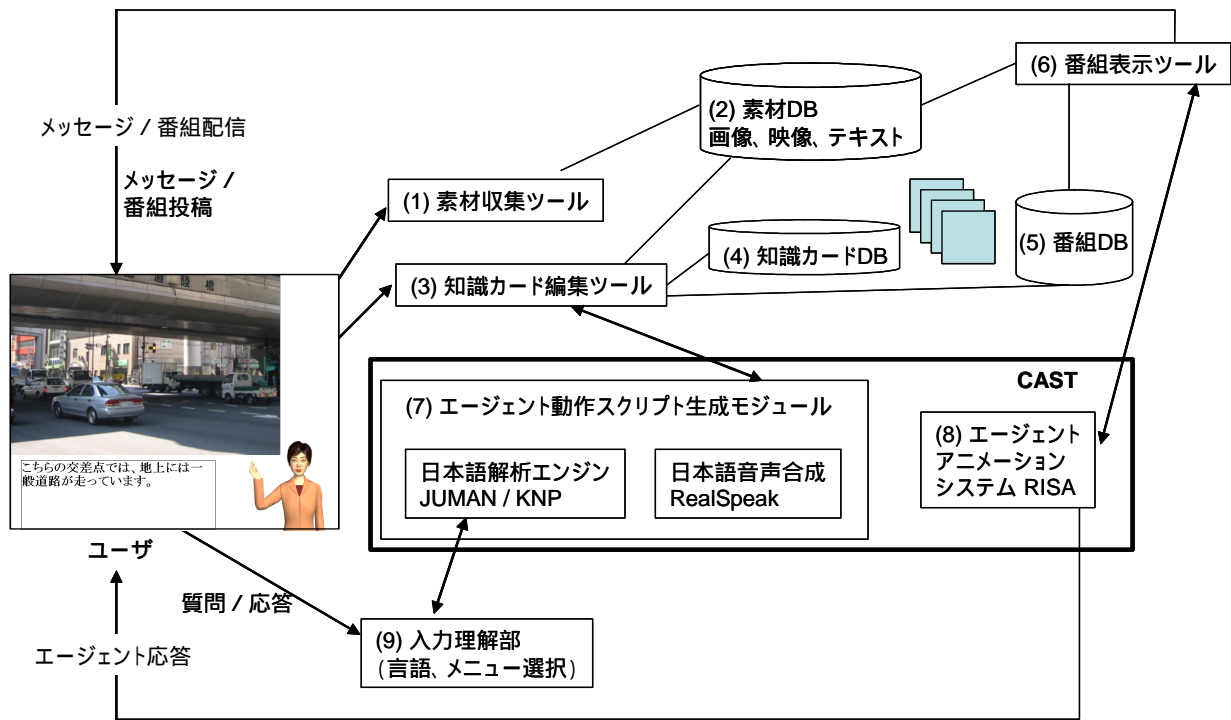 (6) 番組表示ツール
(2) 素材DB
画像、映像、テキスト
メッセージ / 番組配信
メッセージ /
番組投稿
(1) 素材収集ツール
(4) 知識カードDB
(5) 番組DB
(3) 知識カード編集ツール
道陸橋
CAST
(7) エージェント動作スクリプト生成モジュール
(8) エージェント
アニメーション
システム RISA
日本語解析エンジン
JUMAN / KNP
日本語音声合成
RealSpeak
こちらの交差点では、地上には一
般道路が走っています。
ユーザ
質問 / 応答
(9) 入力理解部
(言語、メニュー選択)
エージェント応答